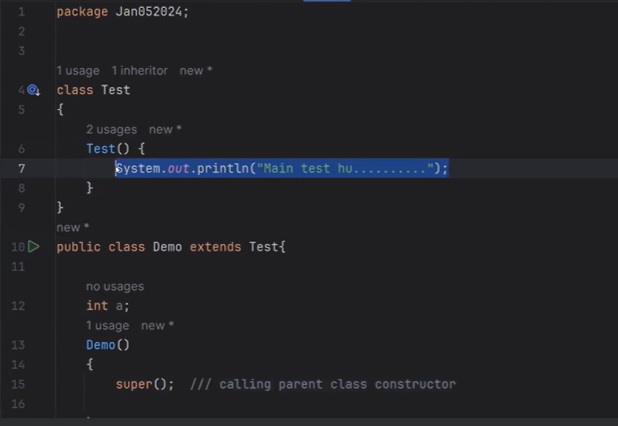 1 package Jan052024;
2
3
1 usage 1 inheritor new *
4 class Test
5 {
2 usages new *
6 Test() {
7 System.out.println("Main test hu..........");
8 }
9 }
new *
10 public class Demo extends Test{
11
no usages
12 int a;
1 usage new *
13 Demo()
14 {
15 super(); /// calling parent class constructor
16